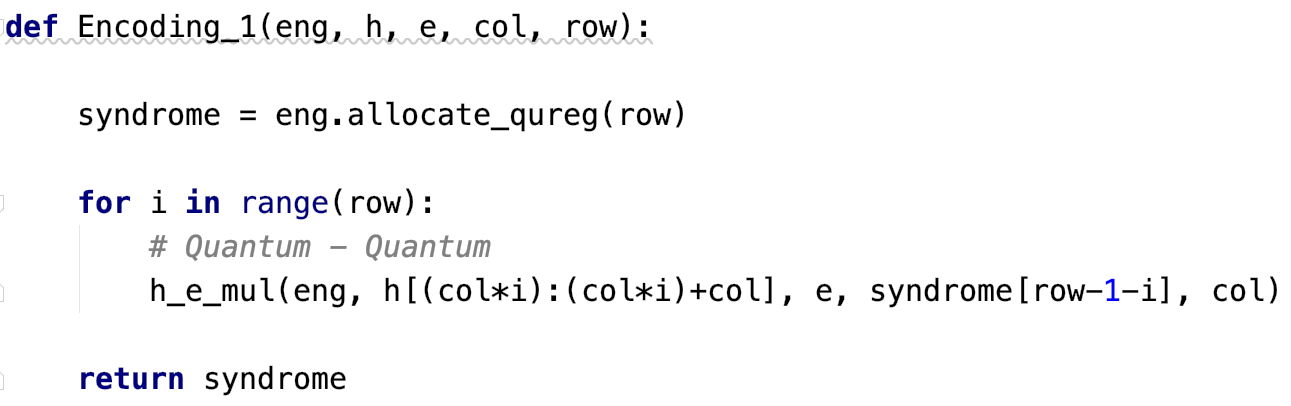 def Encoding_1(eng, h, e, col, row):
syndrome = eng.allocate_qureg(row)
for i in range(row):
# Quantum - Quantum
h_e_mul(eng, h[(col*i):(col*i)+col], e, syndrome[row-1-i], col)
return syndrome